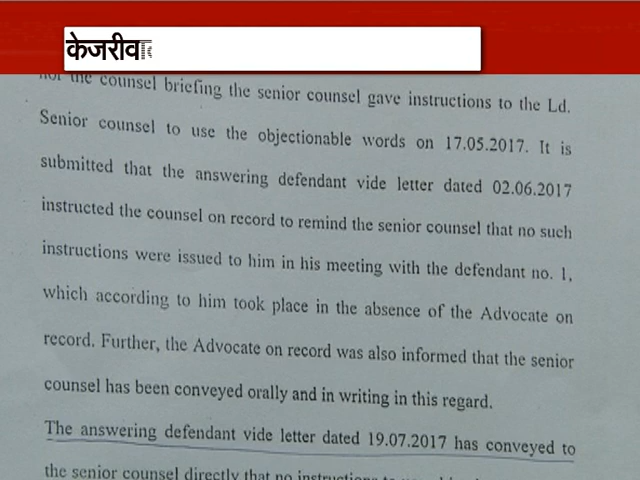 केजरीव
nor the counsel briefing the senior counsel gave instructions to the Ld.
Senior counsel to use the objectionable words on 17.05.2017. It is
submitted that the answering defendant vide letter dated 02.06.2017
instructed the counsel on record to remind the senior counsel that no such
instructions were issued to him in his meeting with the defendant no. 1,
which according to him took place in the absence of the Advocate on
record. Further, the Advocate on record was also informed that the senior
counsel has been conveyed orally and in writing in this regard.
The answering defendant vide letter dated 19.07.2017 has conveyed to
the senior counsel directly that no instructions to